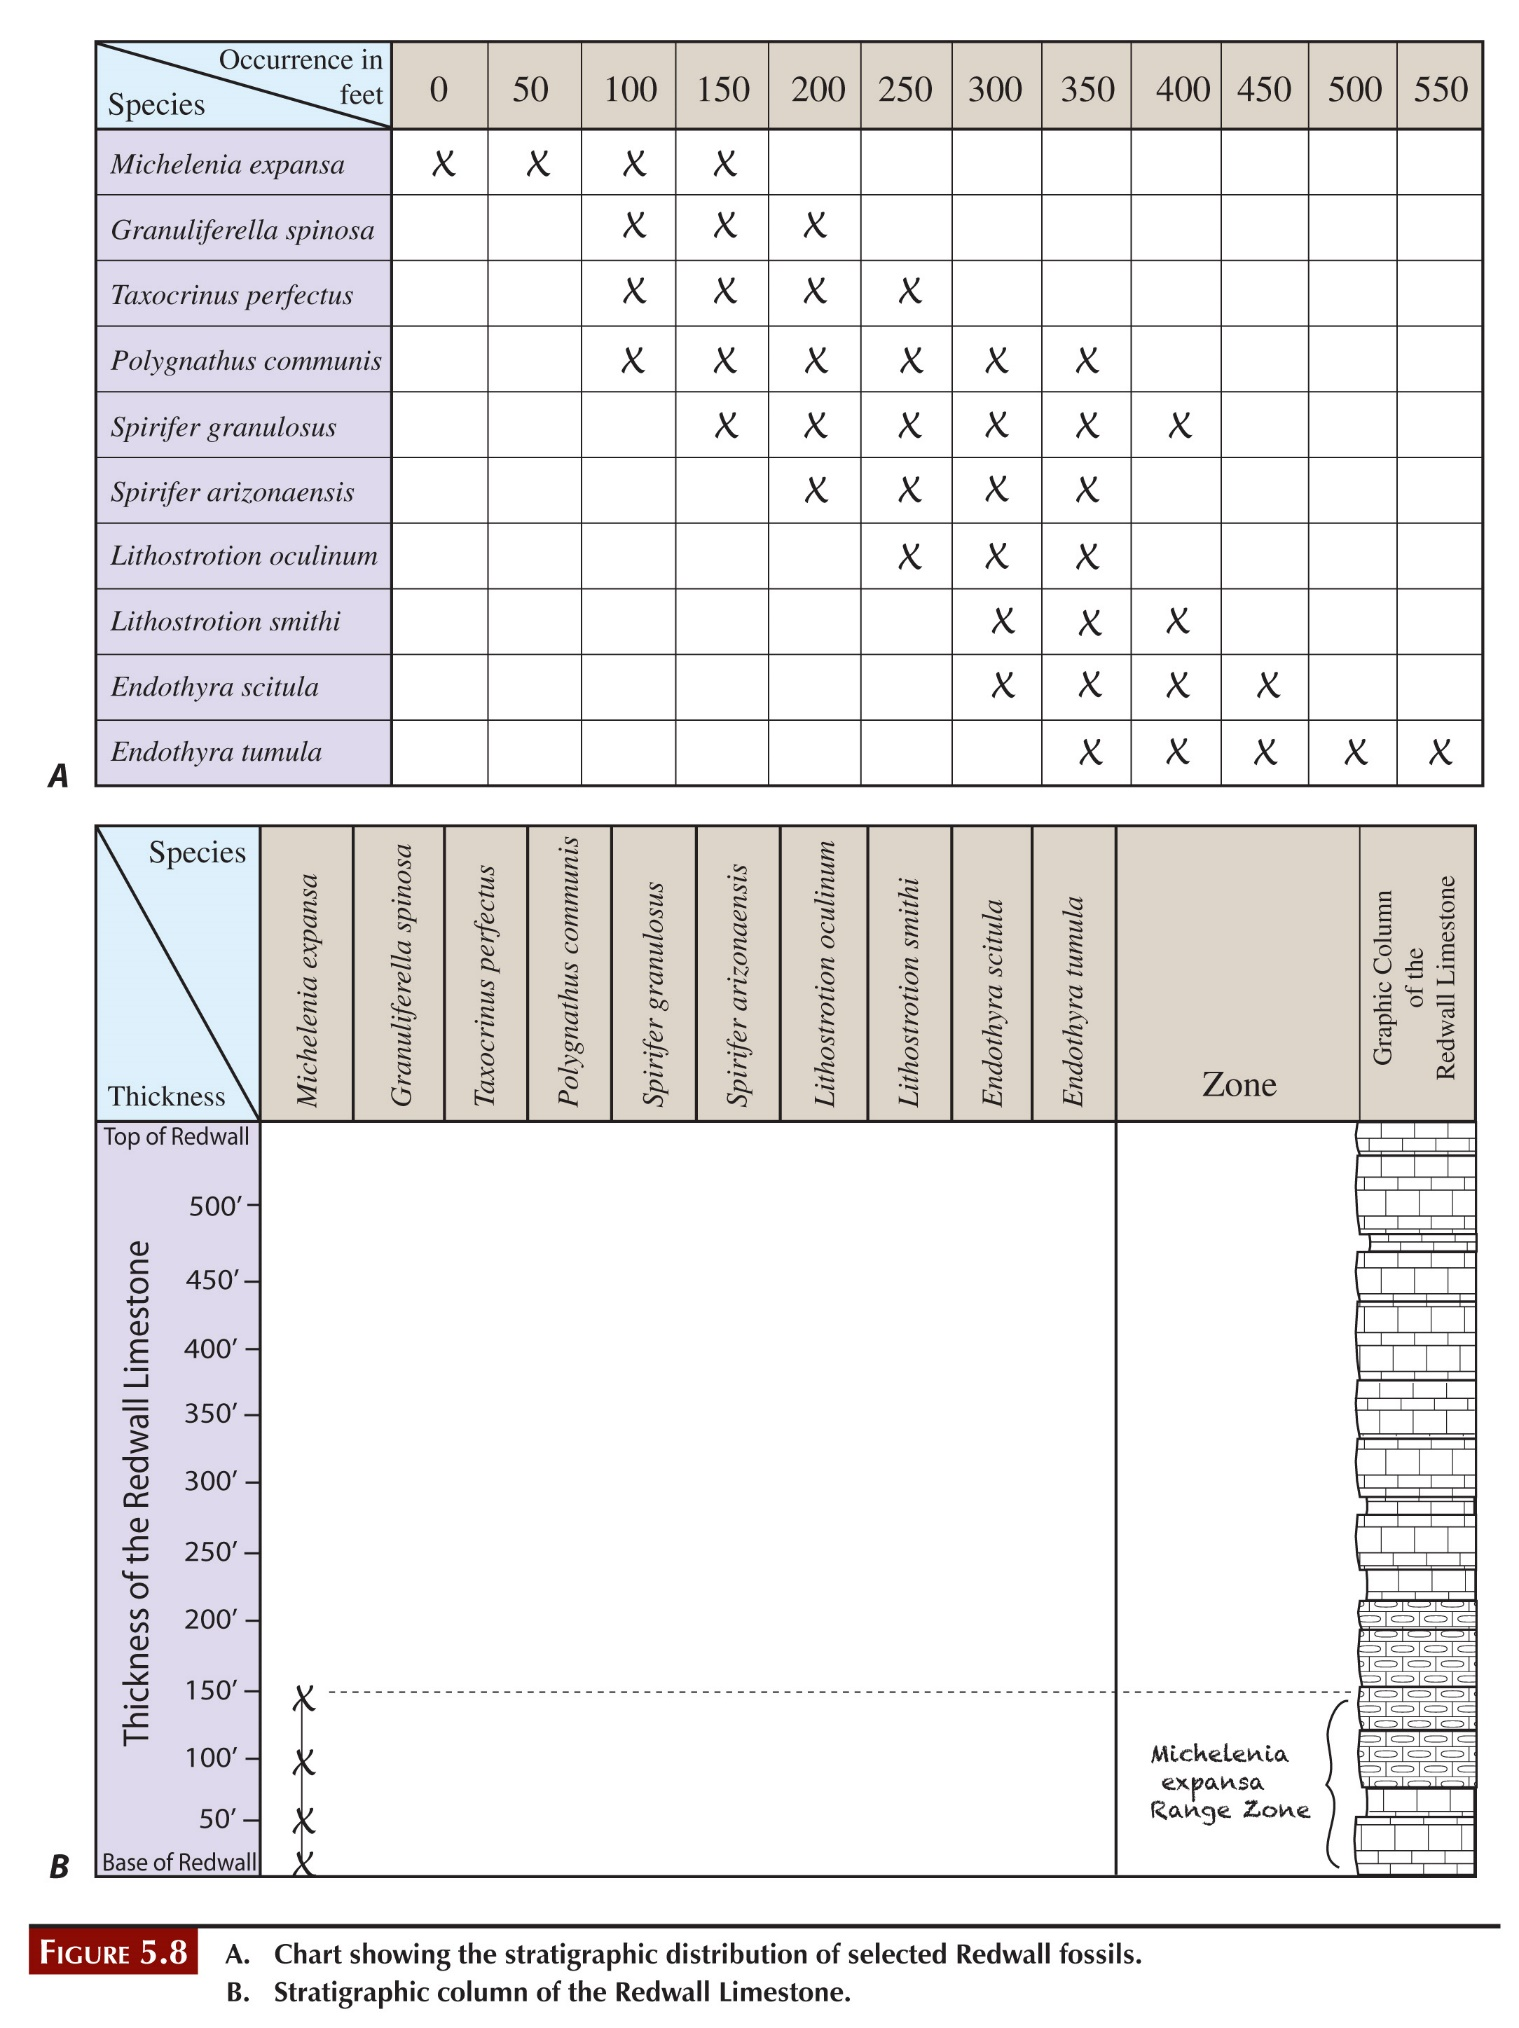 Occurrence in
feet
Species
0 50 100 150 200 250 300 350 400 450 500 550
Michelenia expansa X X X X
Granuliferella spinosa X X X
Taxocrinus perfectus X X X X
Polygnathus communis X X X X X X
Spirifer granulosus X X X X X X
Spirifer arizonaensis X X X X
Lithostrotion oculinum X X X
Lithostrotion smithi X X X
Endothyra scitula X X X X
Endothyra tumula X X X X X
A
Species
Thickness
Michelenia expansa
Granuliferella spinosa
Taxocrinus perfectus
Polygnathus communis
Spirifer granulosus
Spirifer arizonaensis
Lithostrotion oculinum
Lithostrotion smithi
Endothyra scitula
Endothyra tumula
Zone
Graphic Column
of the
Redwall Limestone
Thickness of the Redwall Limestone
Top of Redwall
500′
450′
400′
350′
300′
250′
200′
150′ X
100′ X
50′ X
Base of Redwall X
Michelenia
expansa
Range Zone
B
FIGURE 5.8 A. Chart showing the stratigraphic distribution of selected Redwall fossils.
B. Stratigraphic column of the Redwall Limestone.